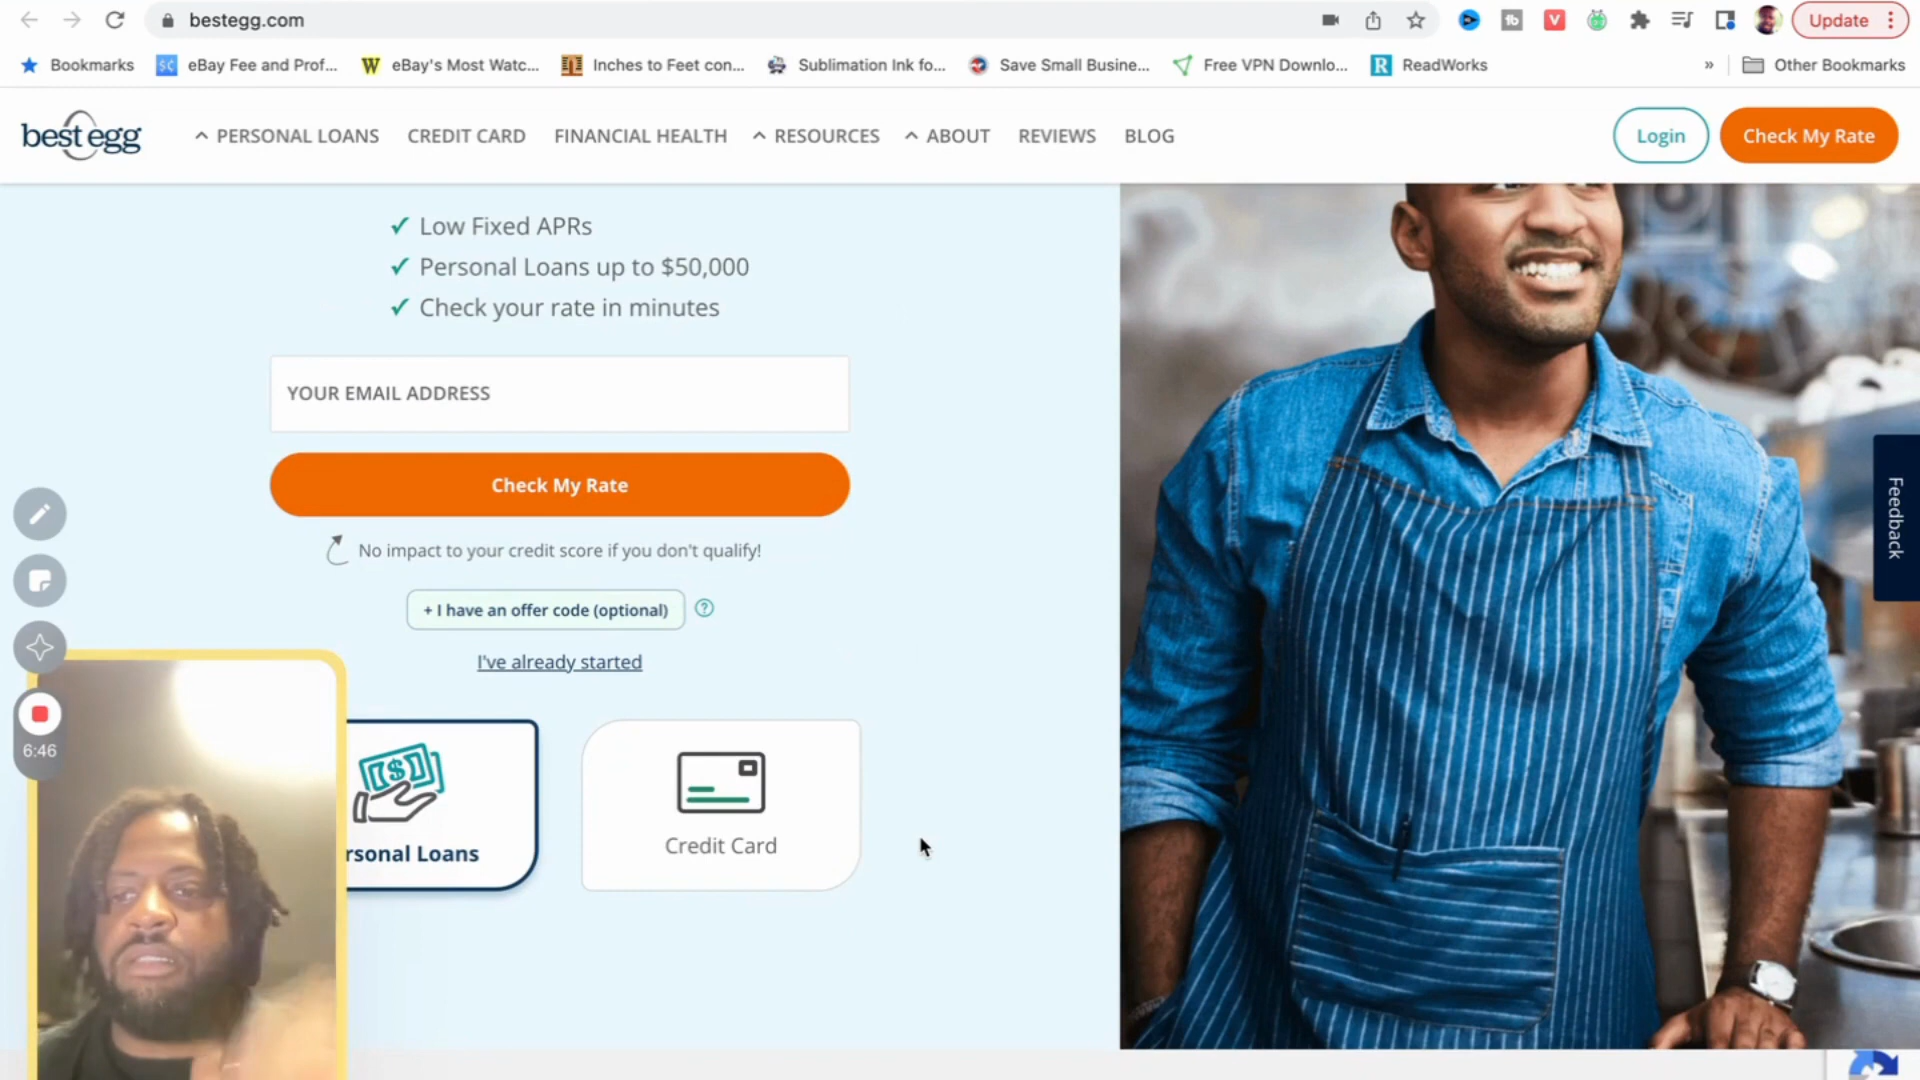 bestegg.com
Update
Bookmarks
eBay Fee and Prof...
eBay's Most Watc...
Inches to Feet con...
Sublimation Ink fo...
Save Small Busine...
Free VPN Downlo...
ReadWorks
»
Other Bookmarks
best egg
PERSONAL LOANS
CREDIT CARD
FINANCIAL HEALTH
RESOURCES
ABOUT
REVIEWS
BLOG
Login
Check My Rate
✓ Low Fixed APRs
✓ Personal Loans up to $50,000
✓ Check your rate in minutes
YOUR EMAIL ADDRESS
Check My Rate
No impact to your credit score if you don't qualify!
+ I have an offer code (optional) ?
I've already started
Feedback
6:46
rsonal Loans
Credit Card